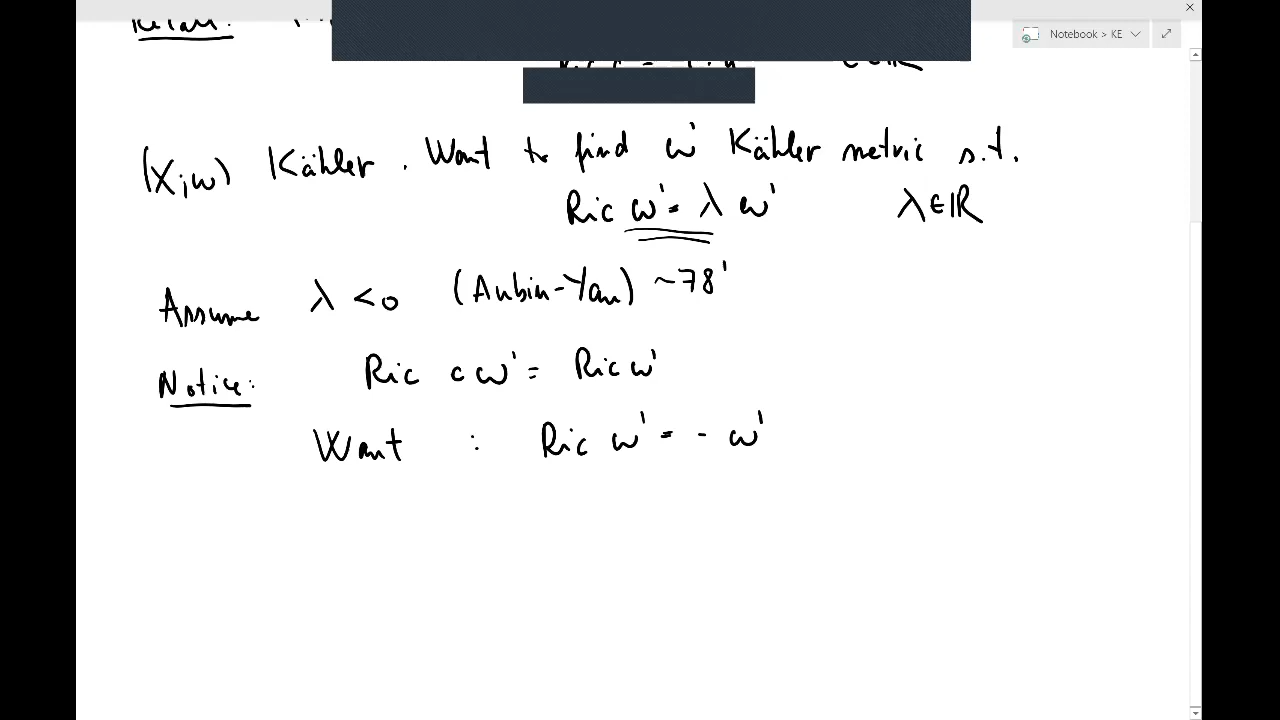 Recall:
Notebook > KE
(X, ω) Kähler. Want to find ω' Kähler metric s.t.
Ric ω' = λ ω' λ ∈ ℝ
Assume λ < 0 (Aubin-Yau) ~78'
Notice: Ric c ω' = Ric ω'
Want : Ric ω' = - ω'